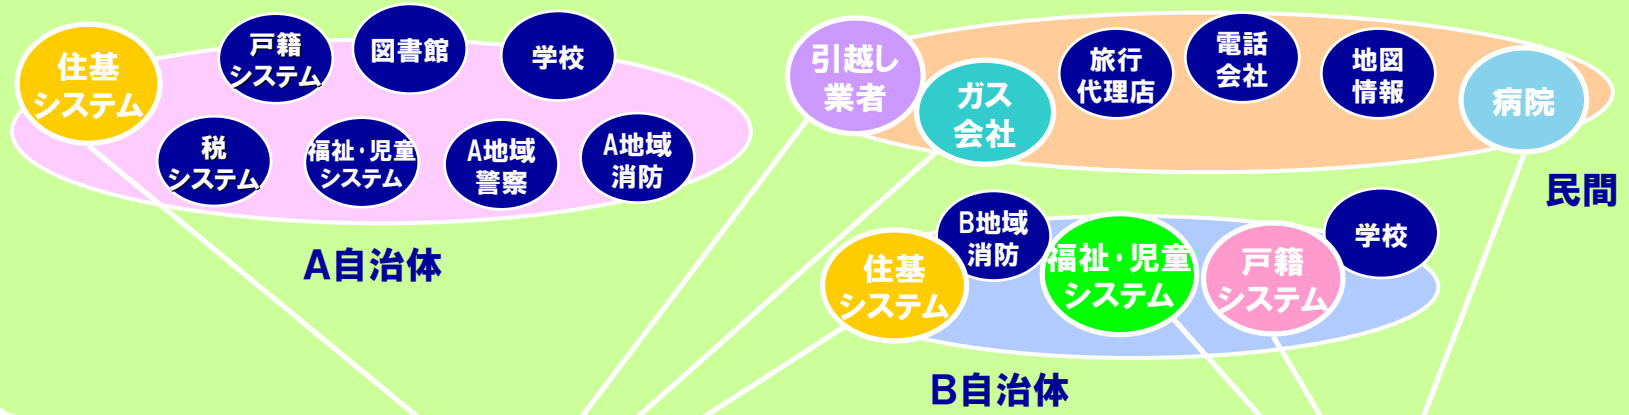 住基
システム
戸籍
システム
図書館
学校
税
システム
福祉・児童
システム
A地域
警察
A地域
消防
A自治体
引越し
業者
ガス
会社
旅行
代理店
電話
会社
地図
情報
病院
民間
住基
システム
B地域
消防
福祉・児童
システム
戸籍
システム
学校
B自治体